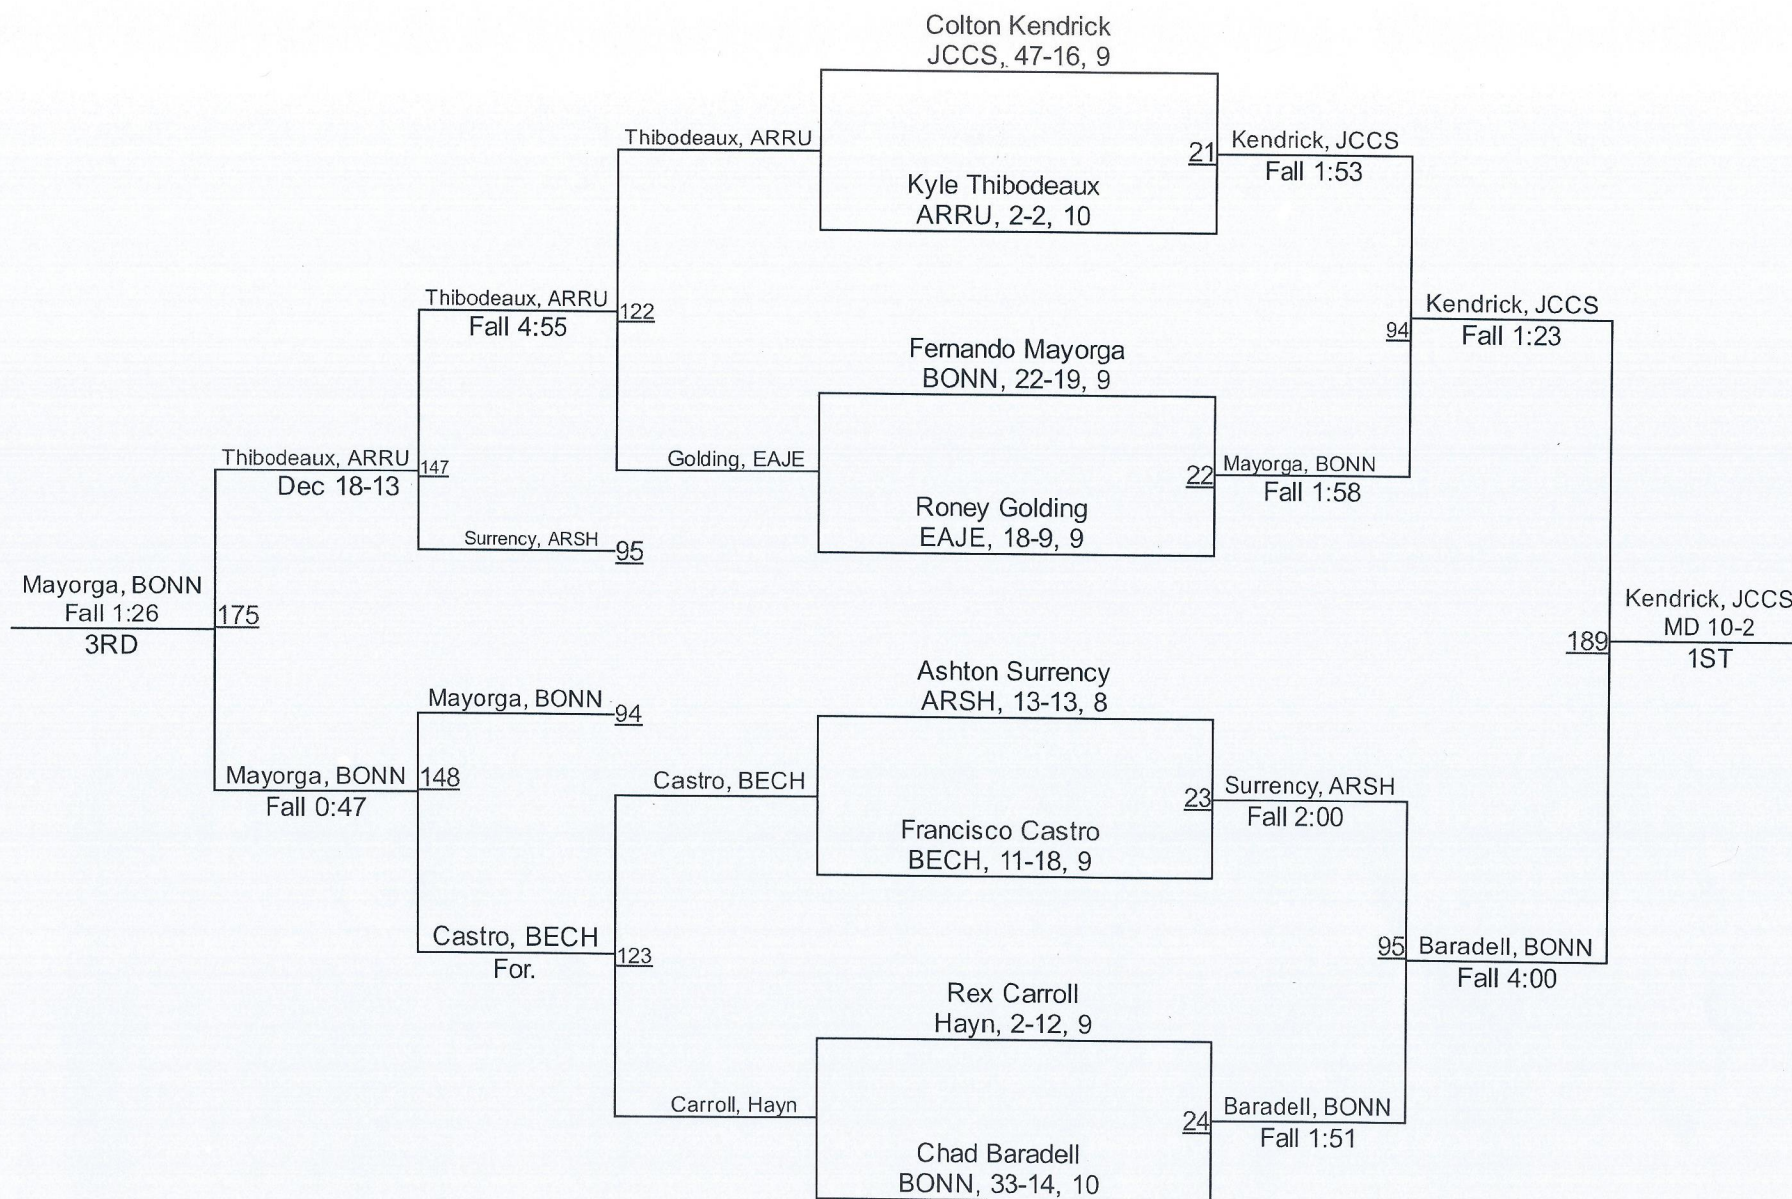 Colton Kendrick
JCCS, 47-16, 9
Thibodeaux, ARRU
21
Kendrick, JCCS
Fall 1:53
Kyle Thibodeaux
ARRU, 2-2, 10
Thibodeaux, ARRU
Fall 4:55
122
Kendrick, JCCS
Fall 1:23
94
Fernando Mayorga
BONN, 22-19, 9
Thibodeaux, ARRU
Dec 18-13
147
Golding, EAJE
22
Mayorga, BONN
Fall 1:58
Roney Golding
EAJE, 18-9, 9
Surrency, ARSH
95
Mayorga, BONN
Fall 1:26
3RD
175
189
Kendrick, JCCS
MD 10-2
1ST
Ashton Surrency
ARSH, 13-13, 8
Mayorga, BONN
94
Mayorga, BONN
Fall 0:47
148
Castro, BECH
23
Surrency, ARSH
Fall 2:00
Francisco Castro
BECH, 11-18, 9
Castro, BECH
For.
123
95
Baradell, BONN
Fall 4:00
Rex Carroll
Hayn, 2-12, 9
Carroll, Hayn
24
Baradell, BONN
Fall 1:51
Chad Baradell
BONN, 33-14, 10